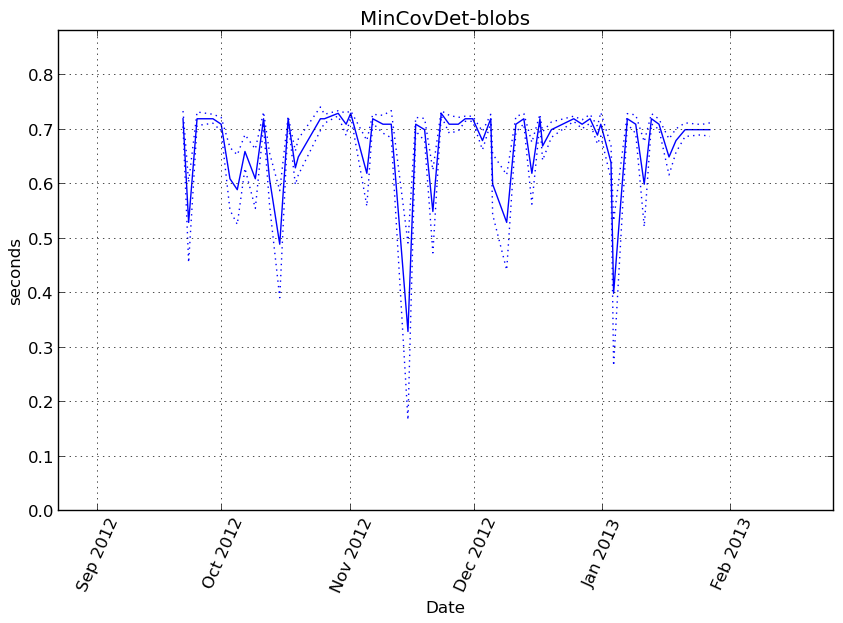 MinCovDet-blobs
0.8
0.7
0.6
0.5
0.4
0.3
0.2
0.1
0.0
seconds
Sep 2012
Oct 2012
Nov 2012
Dec 2012
Jan 2013
Feb 2013
Date